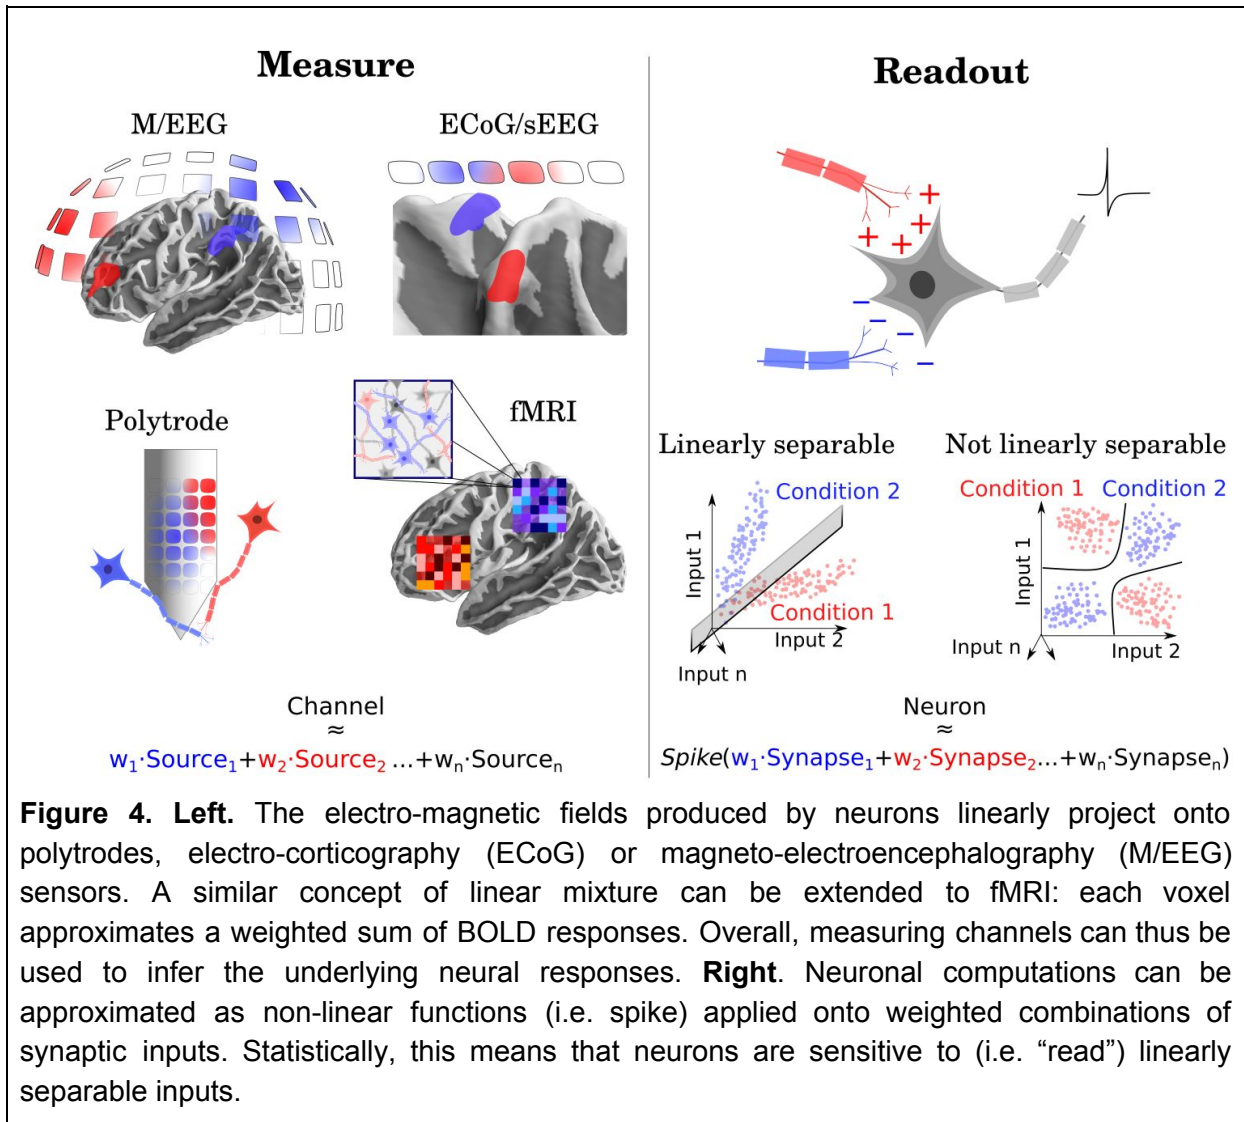 Measure
M/EEG
ECoG/sEEG
Polytrode
fMRI
Channel
≈
w₁·Source₁+w₂·Source₂ ...+wₙ·Sourceₙ
Readout
+
+
+
+
+
−
−
−
−
Linearly separable
Condition 2
Input 1
Condition 1
Input 2
Input n
Not linearly separable
Condition 1 Condition 2
Input 1
Input n
Input 2
Neuron
≈
Spike(w₁·Synapse₁+w₂·Synapse₂...+wₙ·Synapseₙ)
Figure 4. Left. The electro-magnetic fields produced by neurons linearly project onto
polytrodes, electro-corticography (ECoG) or magneto-electroencephalography (M/EEG)
sensors. A similar concept of linear mixture can be extended to fMRI: each voxel
approximates a weighted sum of BOLD responses. Overall, measuring channels can thus be
used to infer the underlying neural responses. Right. Neuronal computations can be
approximated as non-linear functions (i.e. spike) applied onto weighted combinations of
synaptic inputs. Statistically, this means that neurons are sensitive to (i.e. “read”) linearly
separable inputs.